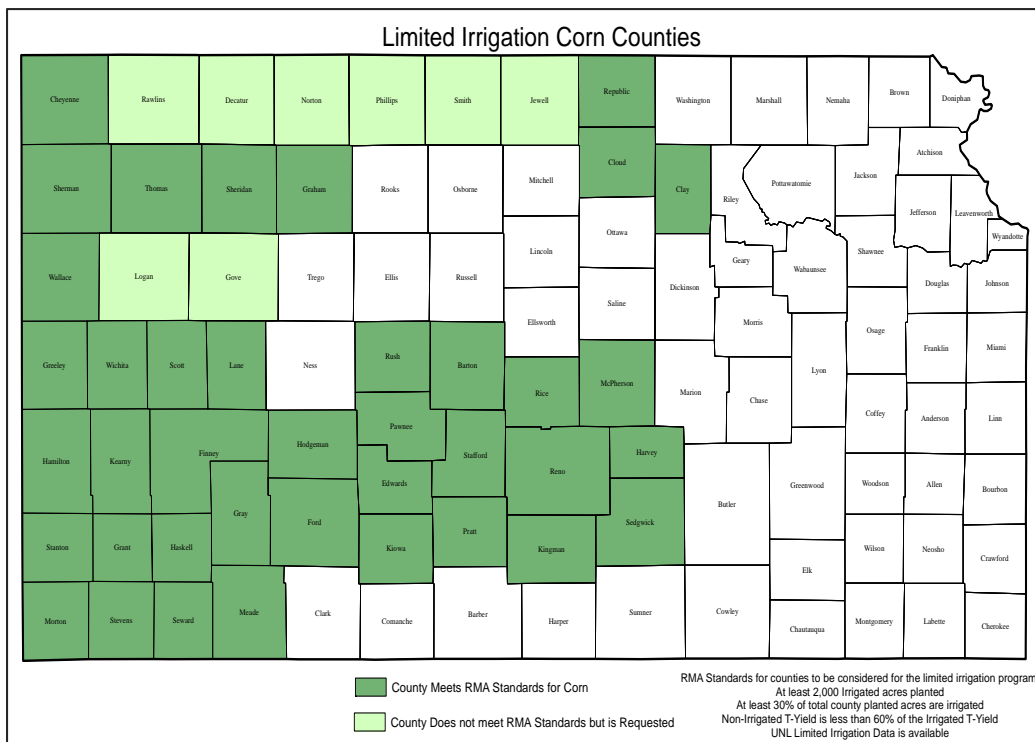 Limited Irrigation Corn Counties
Cheyenne
Rawlins
Decatur
Norton
Phillips
Smith
Jewell
Republic
Washington
Marshall
Nemaha
Brown
Doniphan
Sherman
Thomas
Sheridan
Graham
Rooks
Osborne
Mitchell
Cloud
Clay
Riley
Pottawatomie
Jackson
Atchison
Jefferson
Leavenworth
Wyandotte
Wallace
Logan
Gove
Trego
Ellis
Russell
Lincoln
Ottawa
Saline
Dickinson
Geary
Wabaunsee
Shawnee
Douglas
Johnson
Ellsworth
Morris
Osage
Franklin
Miami
Greeley
Wichita
Scott
Lane
Ness
Rush
Barton
Rice
McPherson
Marion
Chase
Lyon
Coffey
Anderson
Linn
Hamilton
Kearny
Finney
Hodgeman
Pawnee
Stafford
Edwards
Reno
Harvey
Sedgwick
Butler
Greenwood
Woodson
Allen
Bourbon
Gray
Ford
Kiowa
Pratt
Kingman
Stanton
Grant
Haskell
Elk
Wilson
Neosho
Crawford
Morton
Stevens
Seward
Meade
Clark
Comanche
Barber
Harper
Sumner
Cowley
Chautauqua
Montgomery
Labette
Cherokee
County Meets RMA Standards for Corn
County Does not meet RMA Standards but is Requested
RMA Standards for counties to be considered for the limited irrigation program
At least 2,000 Irrigated acres planted
At least 30% of total county planted acres are irrigated
Non-Irrigated T-Yield is less than 60% of the Irrigated T-Yield
UNL Limited Irrigation Data is available